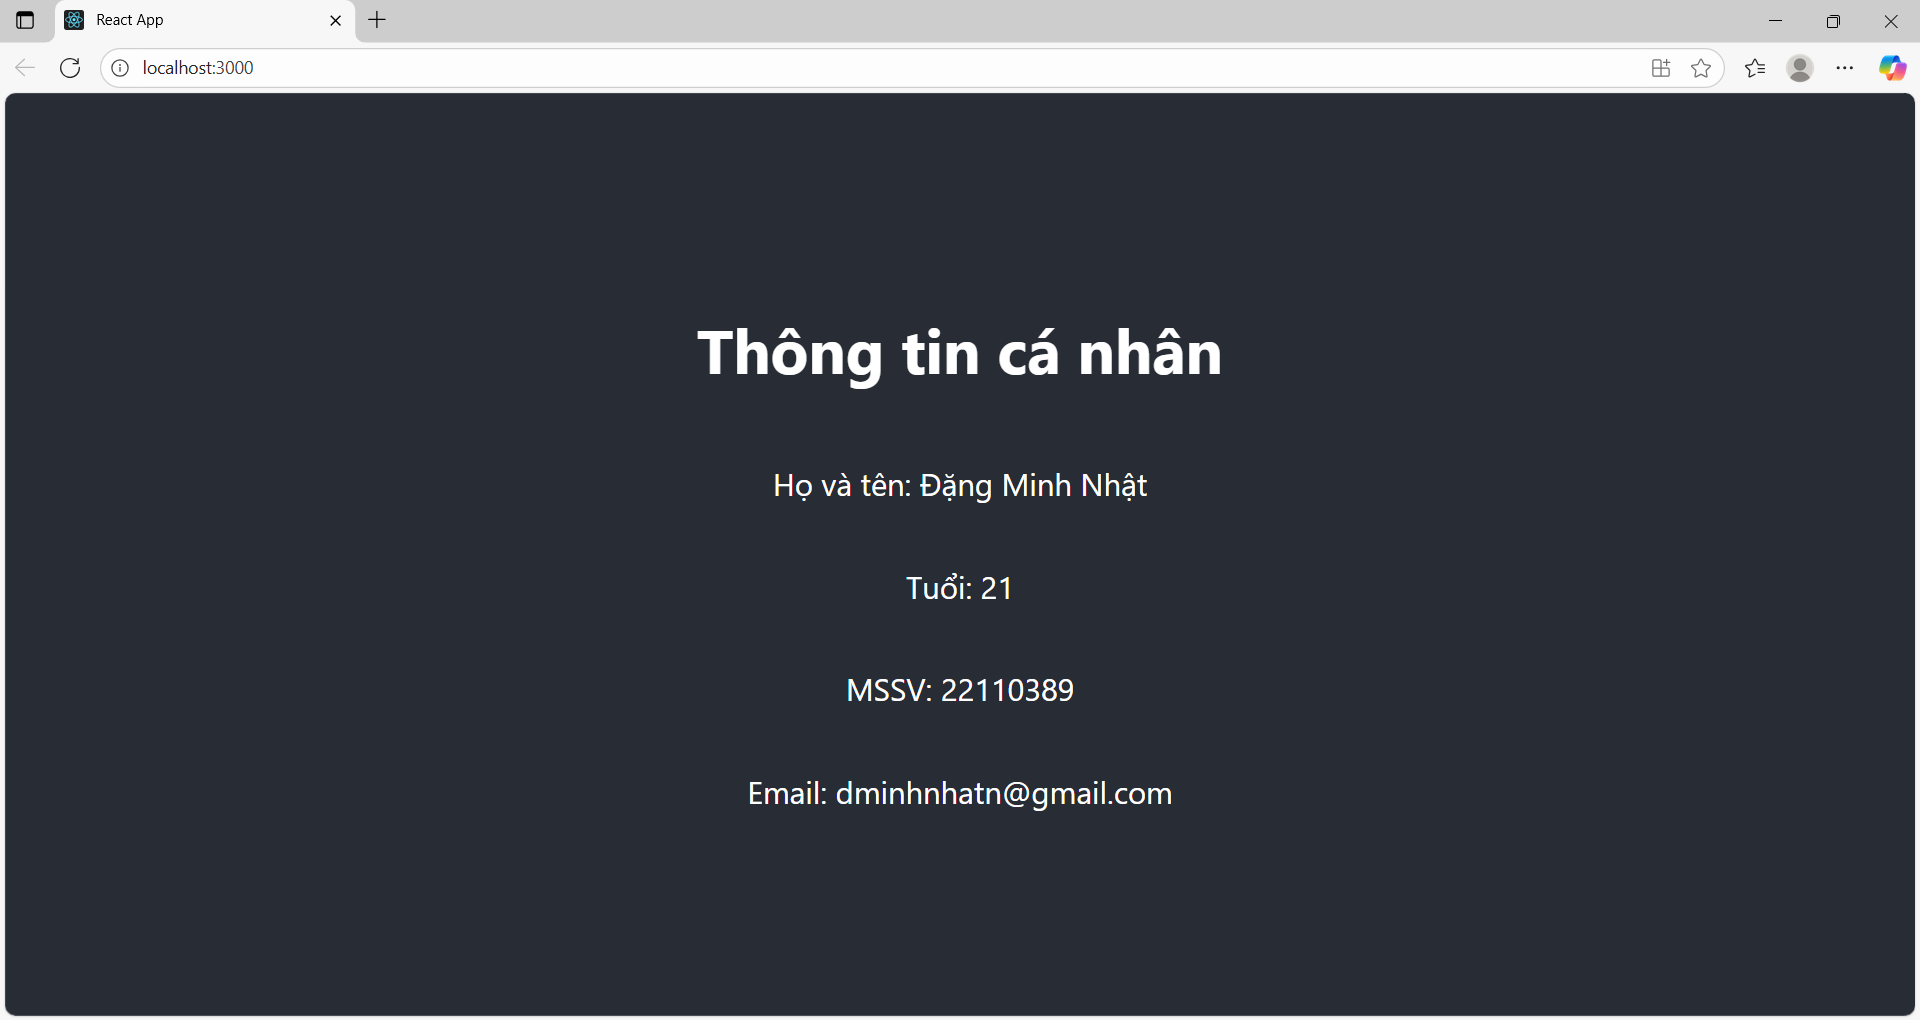 React App
localhost:3000
Thông tin cá nhân
Họ và tên: Đặng Minh Nhật
Tuổi: 21
MSSV: 22110389
Email: dminhnhatn@gmail.com